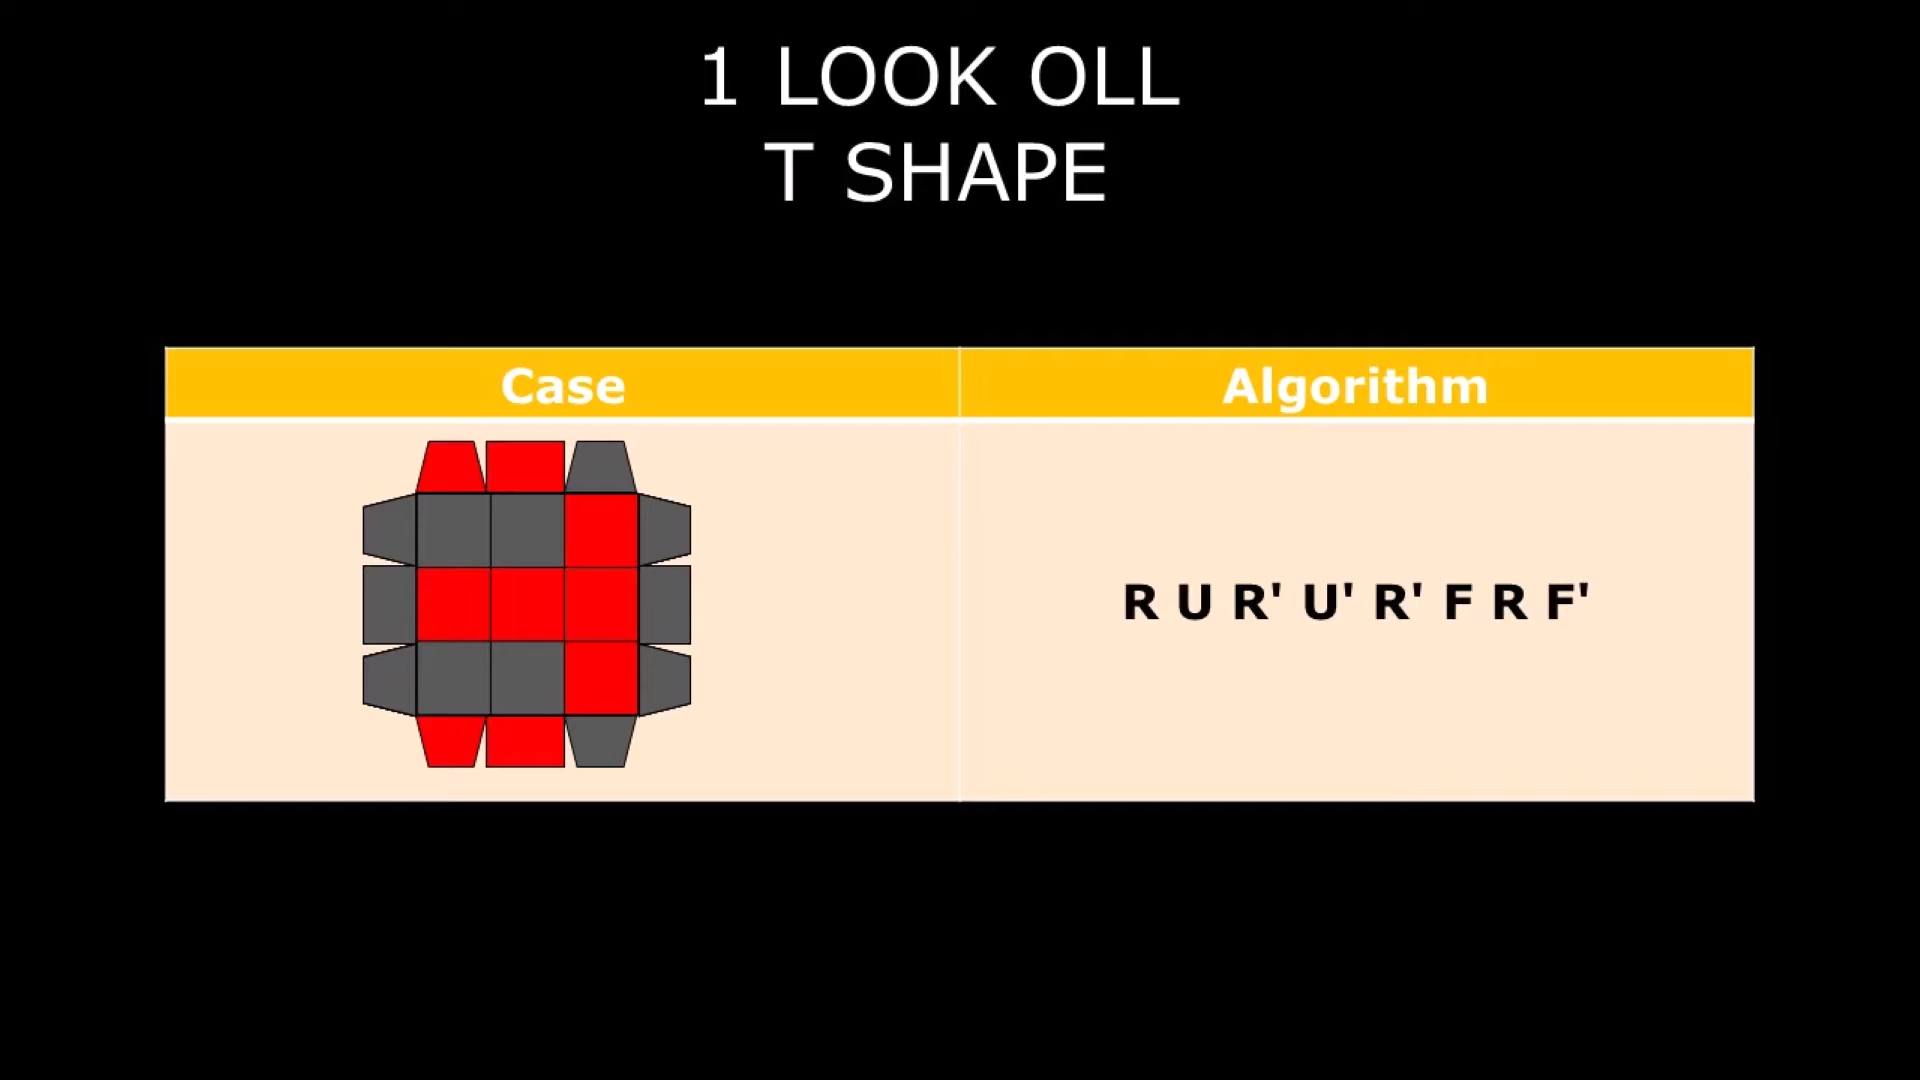 1 LOOK OLL
T SHAPE
Case
Algorithm
R U R' U' R' F R F'